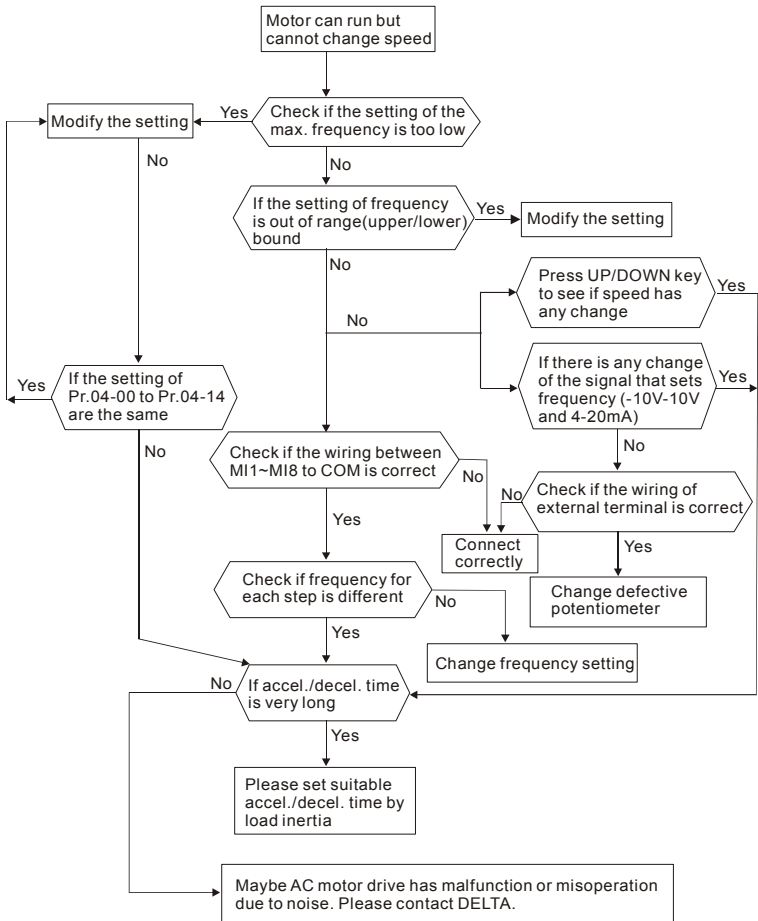 Motor can run but
cannot change speed
Modify the setting
Yes
Check if the setting of the
max. frequency is too low
No
No
If the setting of frequency
is out of range(upper/lower)
bound
Yes
Modify the setting
No
Press UP/DOWN key
to see if speed has
any change
Yes
No
If there is any change
of the signal that sets
frequency (-10V-10V
and 4-20mA)
Yes
Yes
If the setting of
Pr.04-00 to Pr.04-14
are the same
No
No
Check if the wiring between
MI1~MI8 to COM is correct
No
No
Check if the wiring of
external terminal is correct
Yes
Connect
correctly
Yes
Change defective
potentiometer
Check if frequency for
each step is different
No
Yes
Change frequency setting
No
If accel./decel. time
is very long
Yes
Please set suitable
accel./decel. time by
load inertia
Maybe AC motor drive has malfunction or misoperation
due to noise. Please contact DELTA.